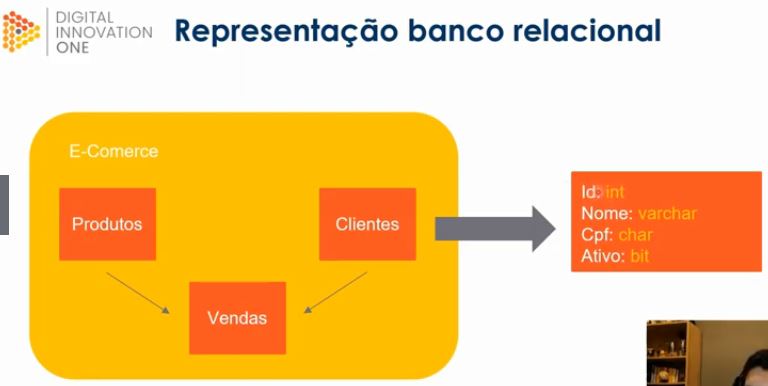 DIGITAL
INNOVATION
ONE
Representação banco relacional
E-Comerce
Produtos
Clientes
Vendas
Id: int
Nome: varchar
Cpf: char
Ativo: bit